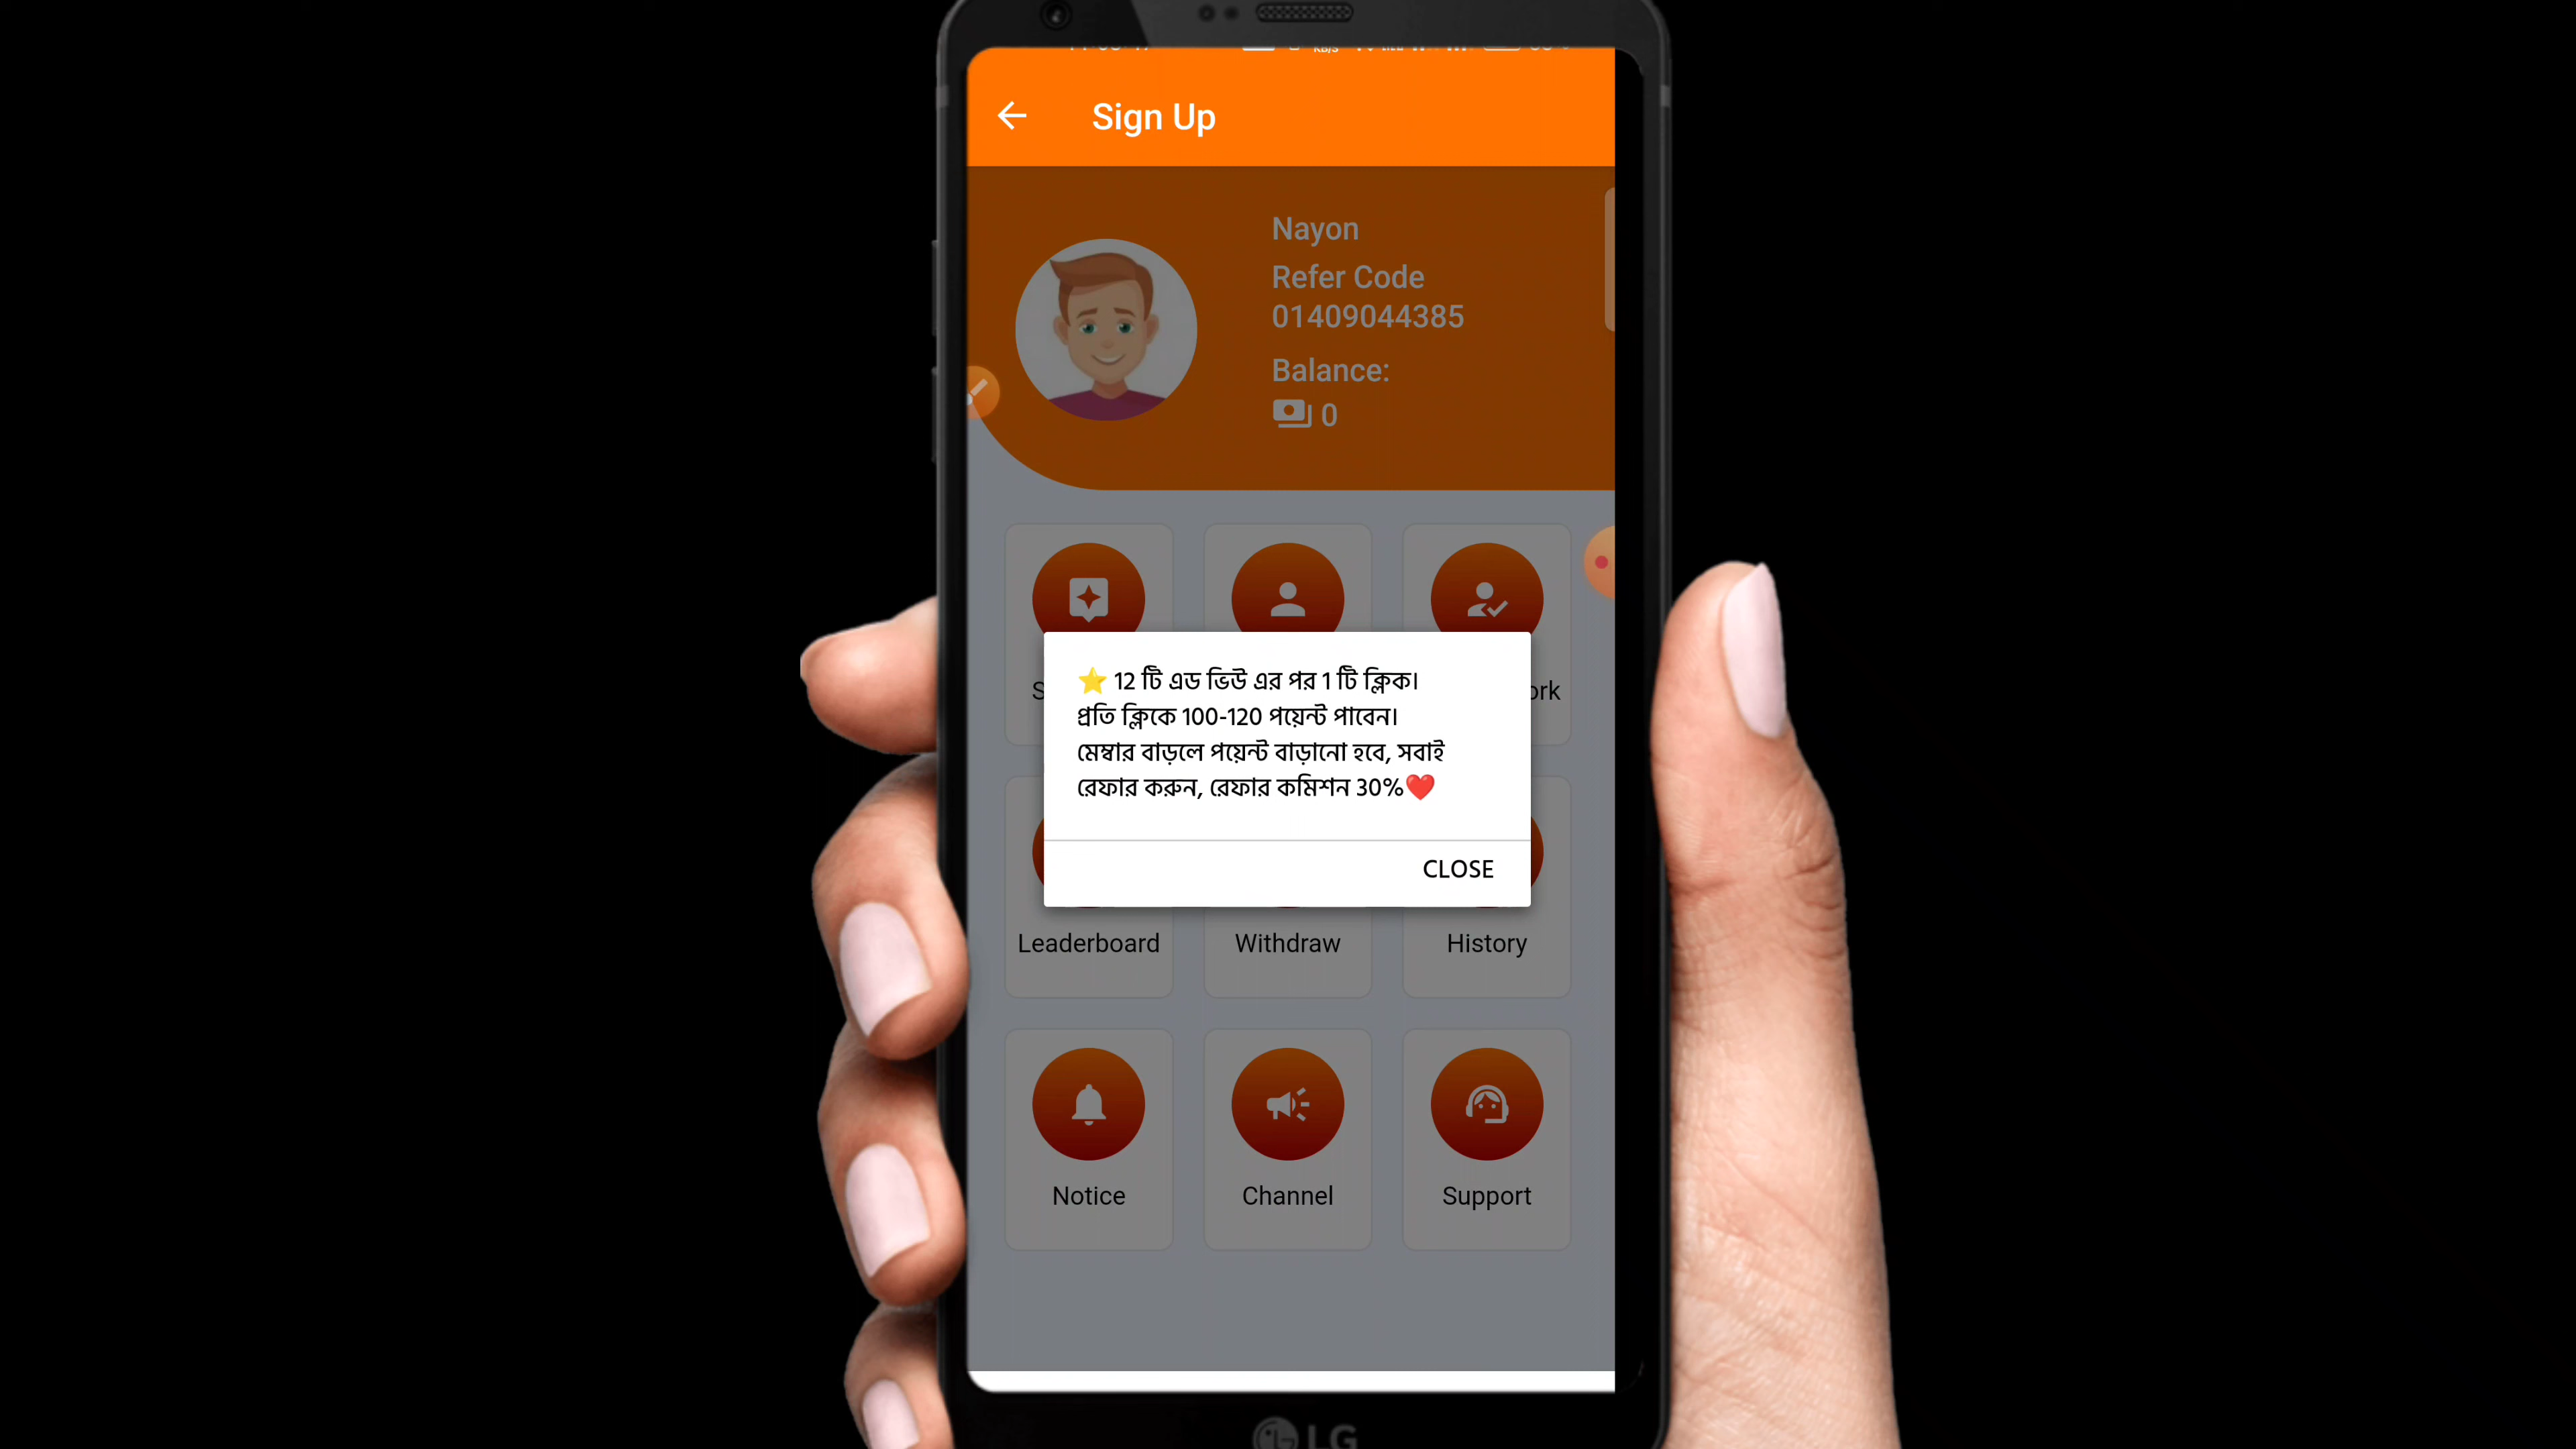 Sign Up
Nayon
Refer Code
01409044385
Balance:
0
⭐ 12 টি এড ভিউ এর পর 1 টি ক্লিক।
প্রতি ক্লিকে 100-120 পয়েন্ট পাবেন।
মেম্বার বাড়লে পয়েন্ট বাড়ানো হবে, সবাই
রেফার করুন, রেফার কমিশন 30%❤️
CLOSE
Leaderboard
Withdraw
History
Notice
Channel
Support
LG